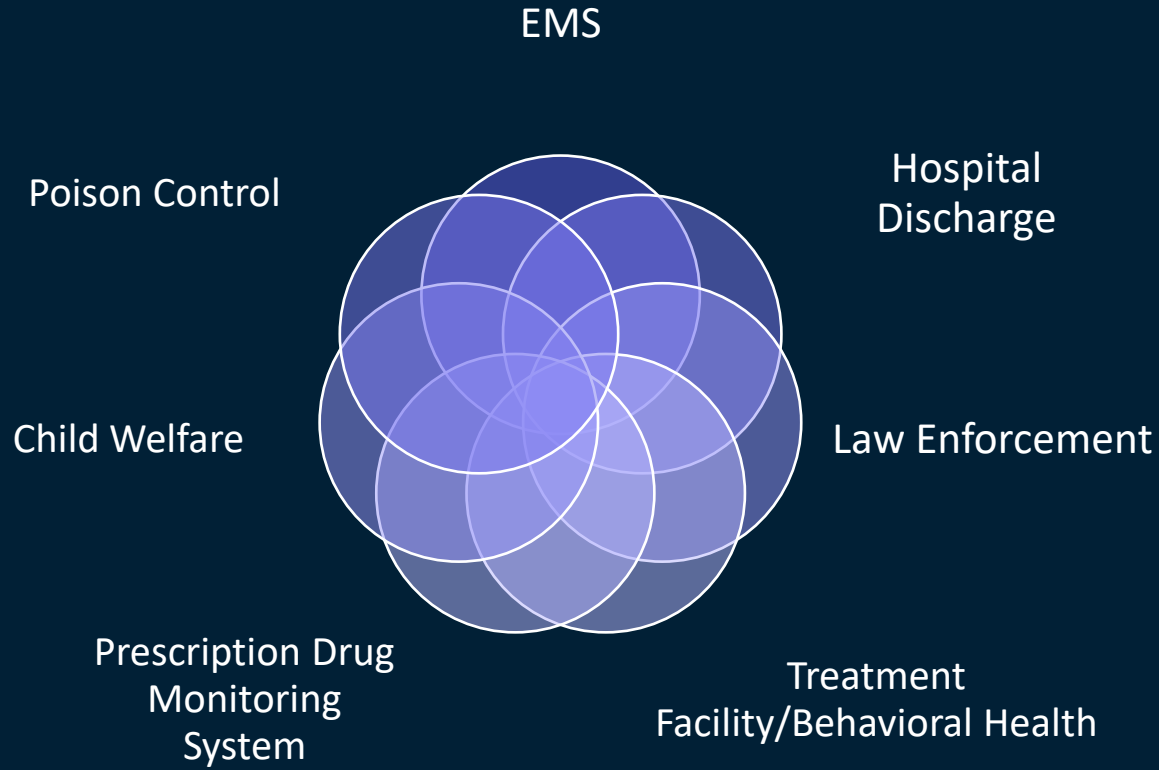 EMS
Poison Control
Hospital
Discharge
Child Welfare
Law Enforcement
Prescription Drug
Monitoring
System
Treatment
Facility/Behavioral Health